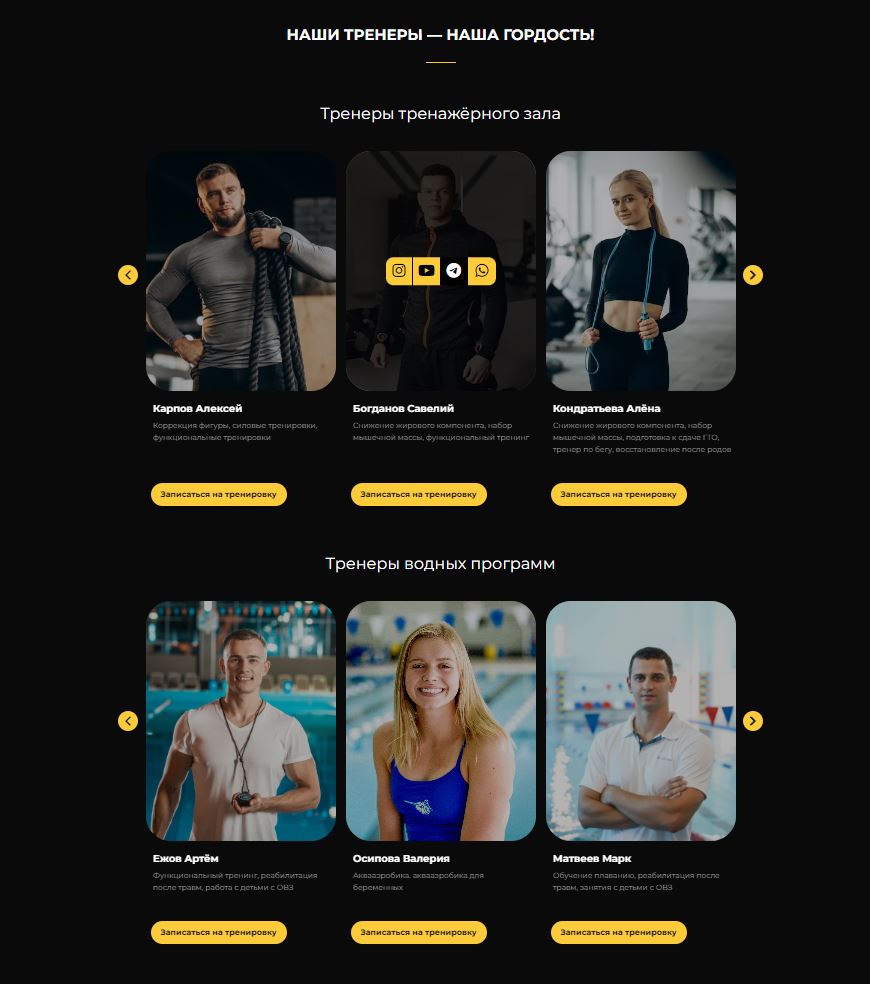 НАШИ ТРЕНЕРЫ — НАША ГОРДОСТЬ!
Тренеры тренажёрного зала
Карпов Алексей
Коррекция фигуры, силовые тренировки,
функциональные тренировки
Записаться на тренировку
Богданов Савелий
Снижение жирового компонента, набор
мышечной массы, функциональный тренинг
Записаться на тренировку
Кондратьева Алёна
Снижение жирового компонента, набор
мышечной массы, подготовка к сдаче ГТО,
тренер по бегу, восстановление после родов
Записаться на тренировку
Тренеры водных программ
Ежов Артём
Функциональный тренинг, реабилитация
после травм, работа с детьми с ОВЗ
Записаться на тренировку
Осипова Валерия
Аквааэробика. аквааэробика для
беременных
Записаться на тренировку
Матвеев Марк
Обучение плаванию, реабилитация после
травм, занятия с детьми с ОВЗ
Записаться на тренировку